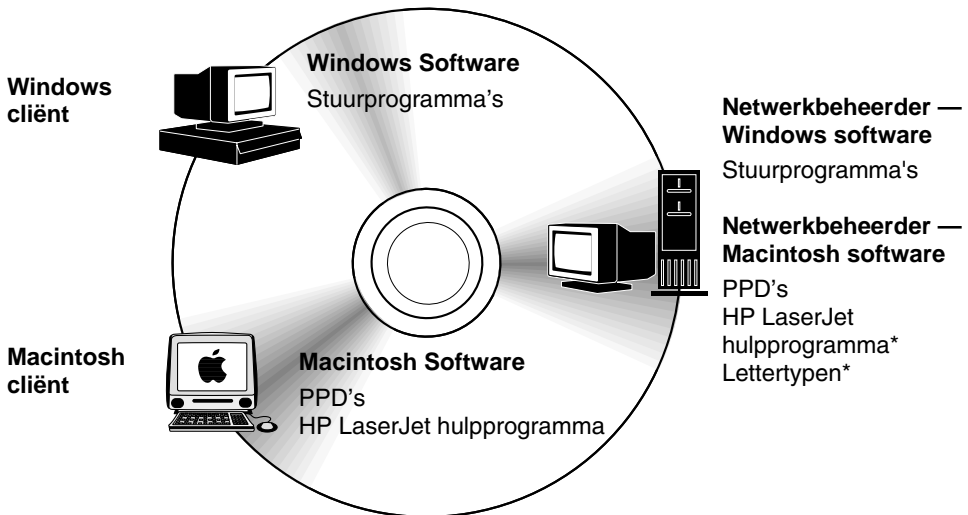 Windows
cliënt
Windows Software
Stuurprogramma's
Netwerkbeheerder —
Windows software
Stuurprogramma's
Netwerkbeheerder —
Macintosh software
PPD's
HP LaserJet
hulpprogramma*
Lettertypen*
Macintosh
cliënt
Macintosh Software
PPD's
HP LaserJet hulpprogramma